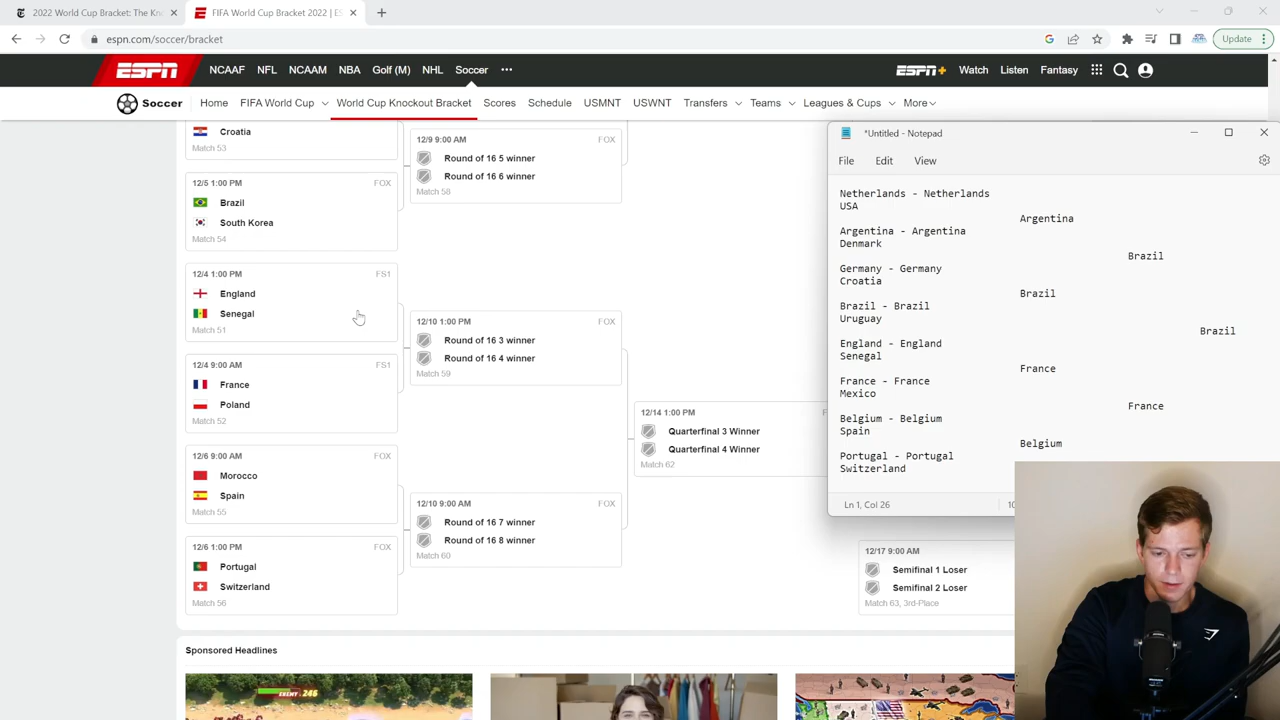 2022 World Cup Bracket: The Kn
FIFA World Cup Bracket 2022 | ES
espn.com/soccer/bracket
Update
ESPN
NCAAF
NFL
NCAAM
NBA
Golf (M)
NHL
Soccer
ESPN+
Watch
Listen
Fantasy
Soccer
Home
FIFA World Cup
World Cup Knockout Bracket
Scores
Schedule
USMNT
USWNT
Transfers
Teams
Leagues & Cups
More
Croatia
Match 53
12/5 1:00 PM FOX
Brazil
South Korea
Match 54
12/4 1:00 PM FS1
England
Senegal
Match 51
12/4 9:00 AM FS1
France
Poland
Match 52
12/6 9:00 AM FOX
Morocco
Spain
Match 55
12/6 1:00 PM FOX
Portugal
Switzerland
Match 56
12/9 9:00 AM FOX
Round of 16 5 winner
Round of 16 6 winner
Match 58
12/10 1:00 PM FOX
Round of 16 3 winner
Round of 16 4 winner
Match 59
12/10 9:00 AM FOX
Round of 16 7 winner
Round of 16 8 winner
Match 60
12/14 1:00 PM
Quarterfinal 3 Winner
Quarterfinal 4 Winner
Match 62
12/17 9:00 AM
Semifinal 1 Loser
Semifinal 2 Loser
Match 63, 3rd-Place
*Untitled - Notepad
File
Edit
View
Netherlands - Netherlands
USA
Argentina
Argentina - Argentina
Denmark
Brazil
Germany - Germany
Croatia
Brazil
Brazil - Brazil
Uruguay
Brazil
England - England
Senegal
France
France - France
Mexico
France
Belgium - Belgium
Spain
Belgium
Portugal - Portugal
Switzerland
Ln 1, Col 26
10
Sponsored Headlines
ENEMY: 246